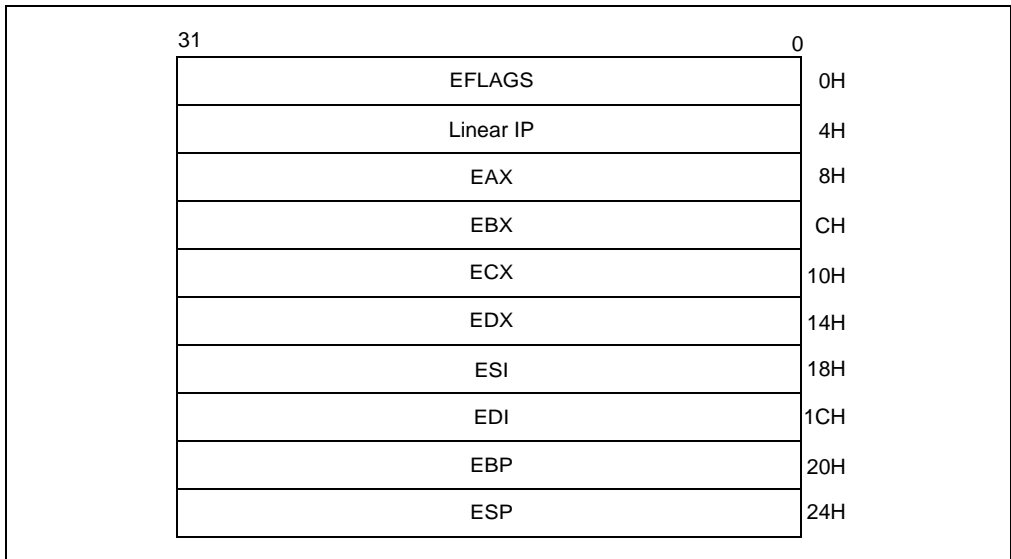 31 0
EFLAGS 0H
Linear IP 4H
EAX 8H
EBX CH
ECX 10H
EDX 14H
ESI 18H
EDI 1CH
EBP 20H
ESP 24H